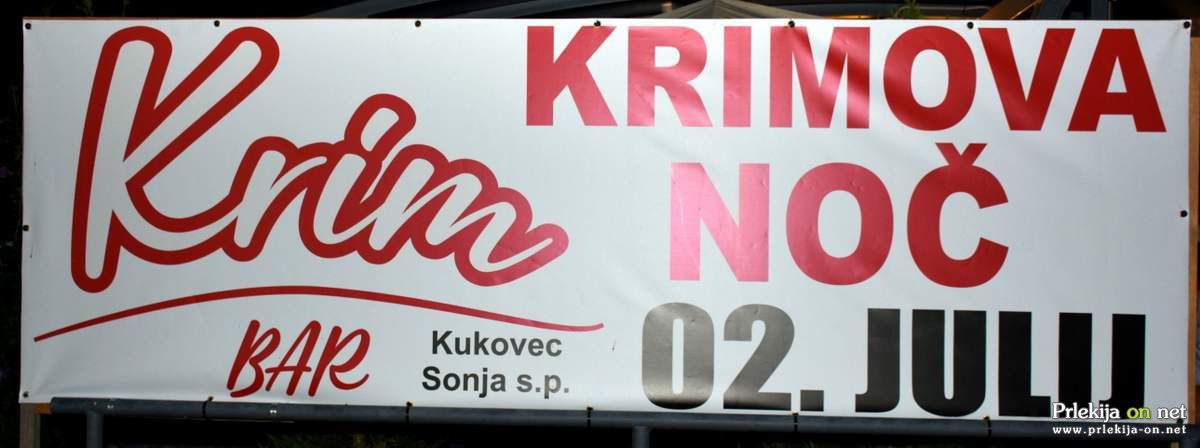 Krim
BAR
Kukovec
Sonja s.p.
KRIMOVA
NOČ
02. JULIJ
Prlekija on net
www.prlekija-on.net